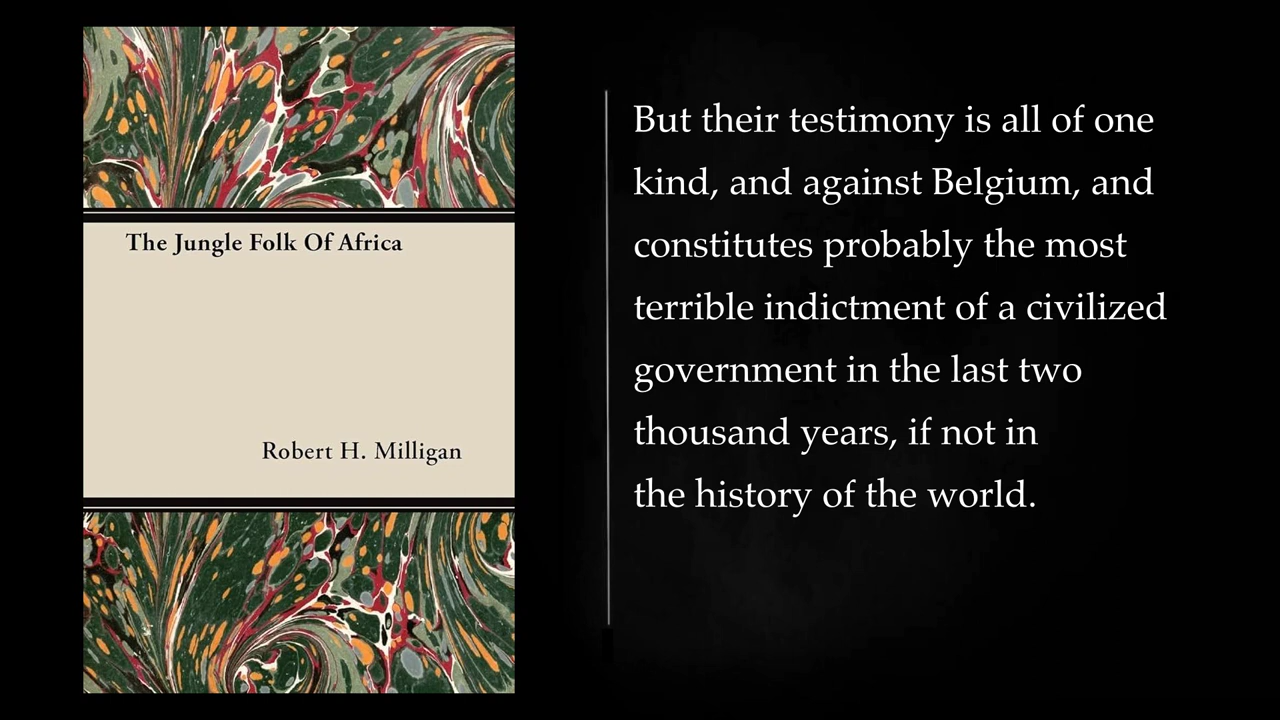 The Jungle Folk Of Africa
Robert H. Milligan
But their testimony is all of one
kind, and against Belgium, and
constitutes probably the most
terrible indictment of a civilized
government in the last two
thousand years, if not in
the history of the world.